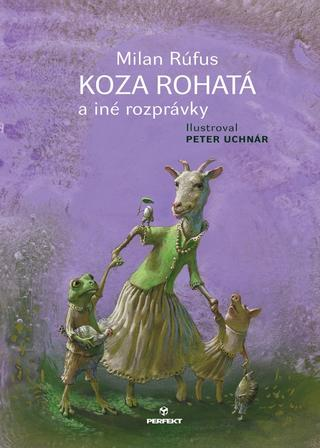 Milan Rúfus
KOZA ROHATÁ
a iné rozprávky
Ilustroval
PETER UCHNÁR
PERFEKT